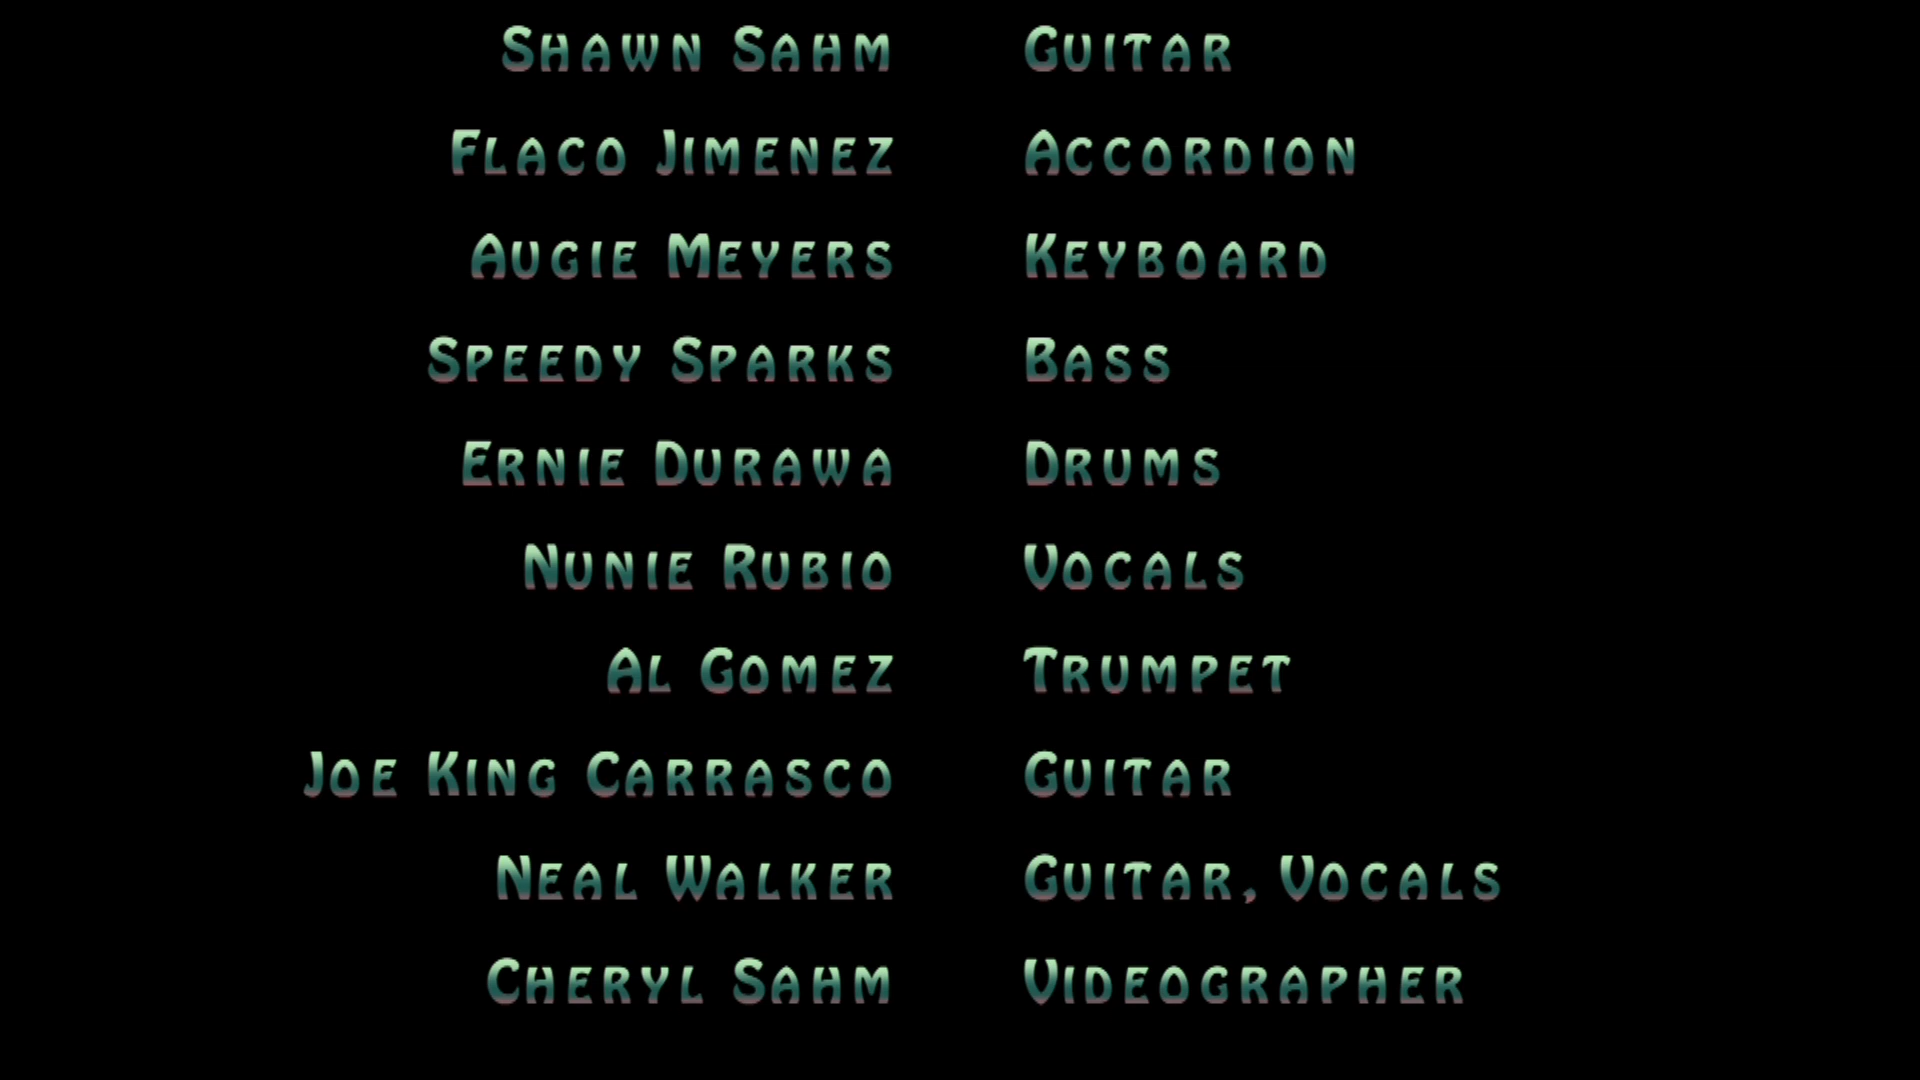 Shawn Sahm Guitar
Flaco Jimenez Accordion
Augie Meyers Keyboard
Speedy Sparks Bass
Ernie Durawa Drums
Nunie Rubio Vocals
Al Gomez Trumpet
Joe King Carrasco Guitar
Neal Walker Guitar, Vocals
Cheryl Sahm Videographer